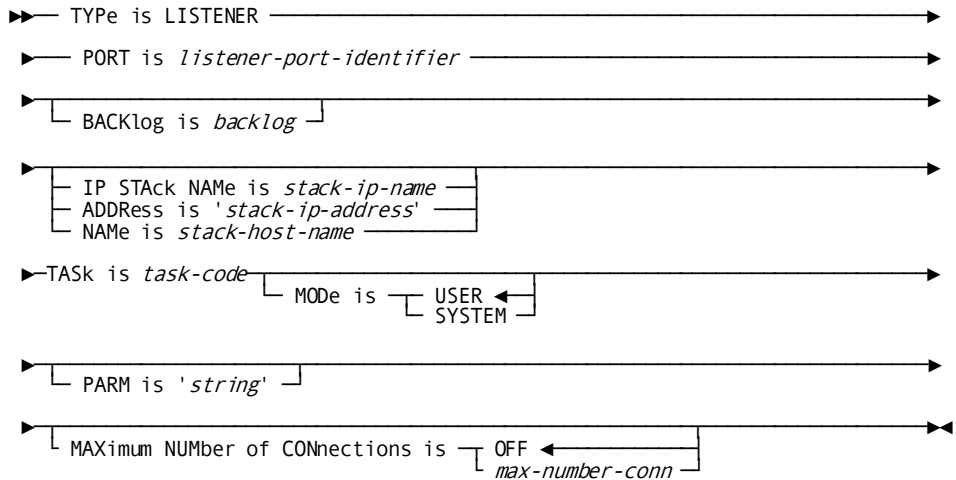 TYPe is LISTENER
PORT is listener-port-identifier
BACKlog is backlog
IP STAck NAMe is stack-ip-name
ADDRess is 'stack-ip-address'
NAMe is stack-host-name
TASk is task-code
MODe is USER
SYSTEM
PARM is 'string'
MAXimum NUMber of CONnections is OFF
max-number-conn